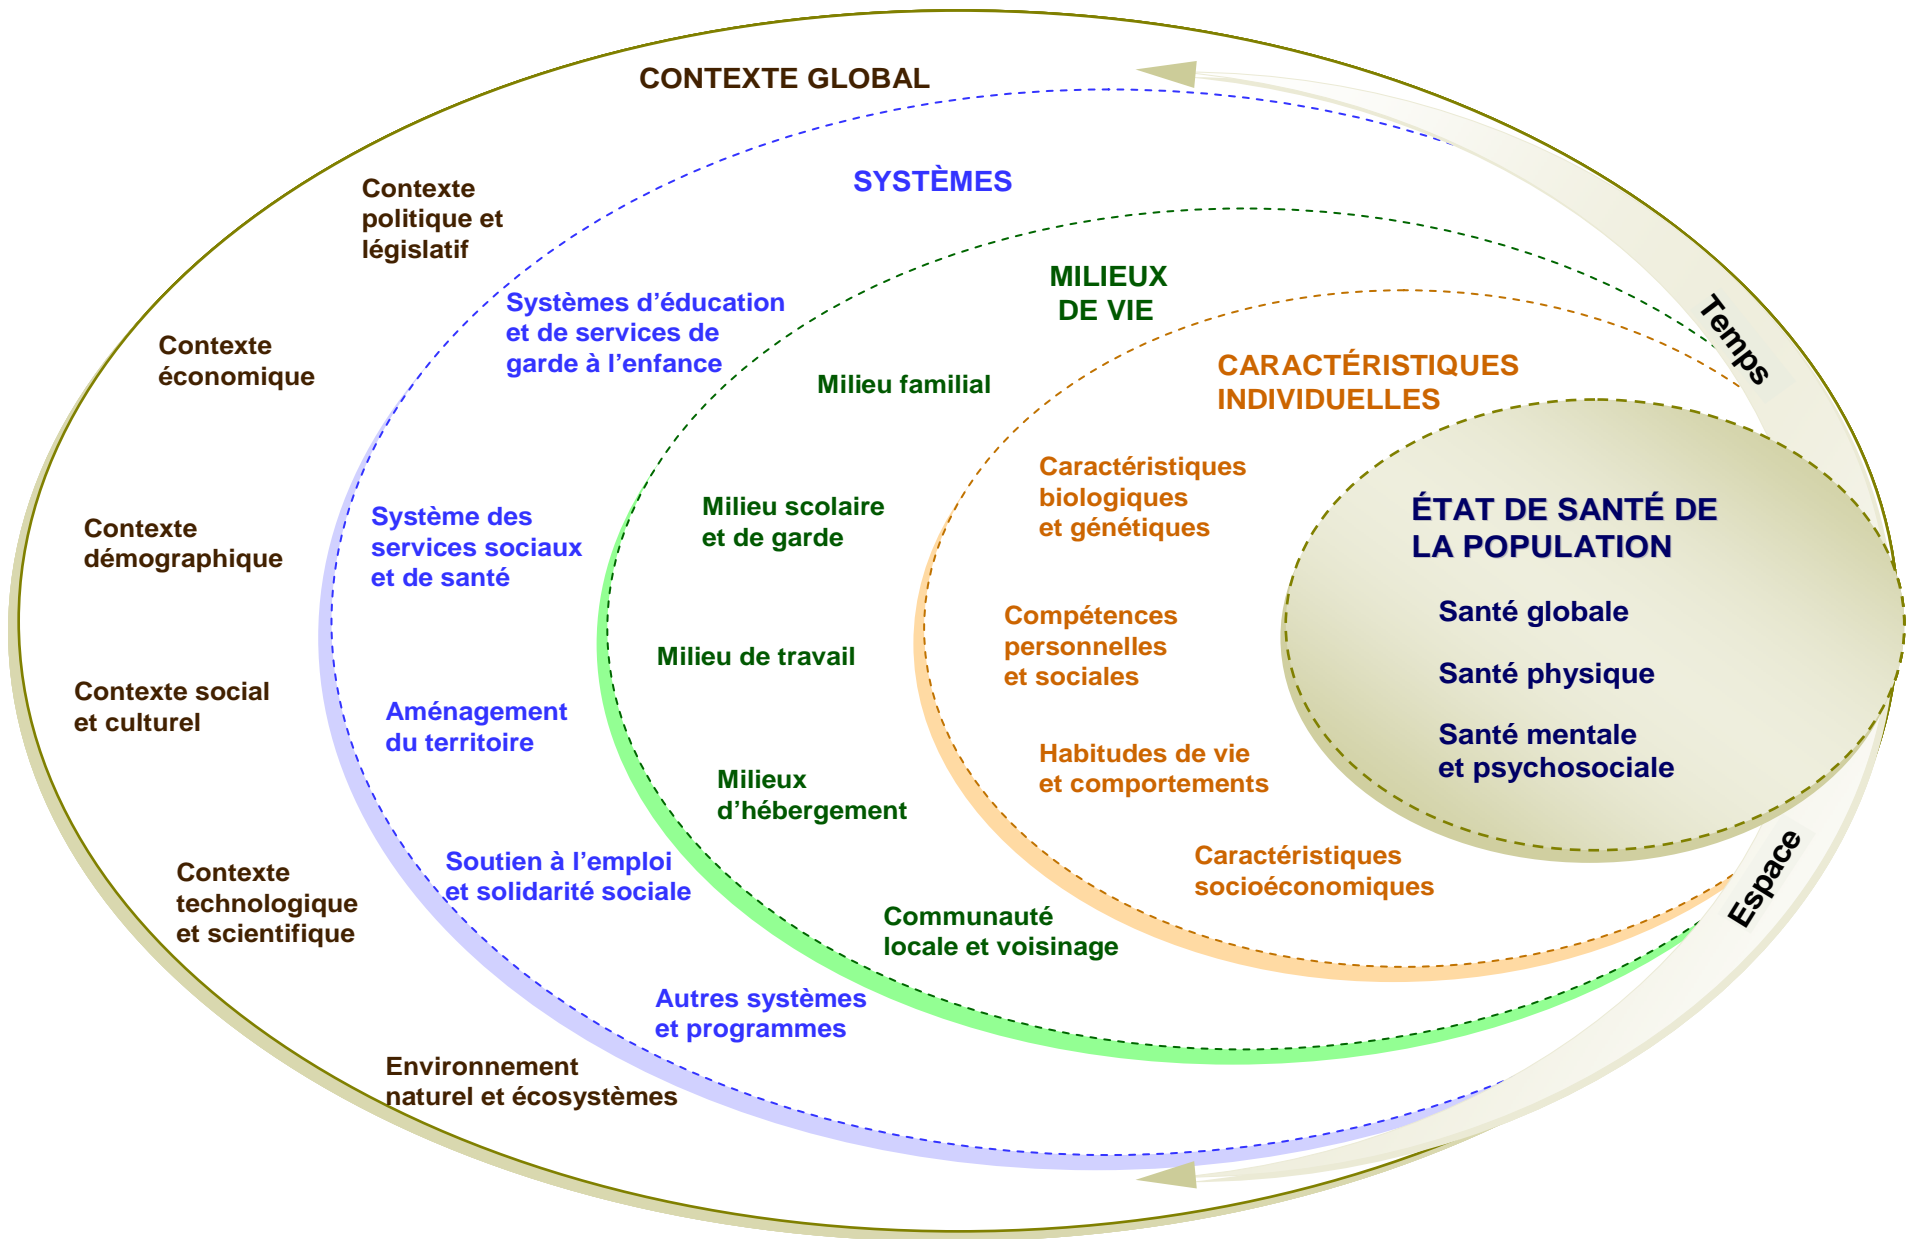 CONTEXTE GLOBAL
Contexte
politique et
législatif
Contexte
économique
Contexte
démographique
Contexte social
et culturel
Contexte
technologique
et scientifique
Environnement
naturel et écosystèmes
SYSTÈMES
Systèmes d’éducation
et de services de
garde à l’enfance
Système des
services sociaux
et de santé
Aménagement
du territoire
Soutien à l’emploi
et solidarité sociale
Autres systèmes
et programmes
MILIEUX
DE VIE
Milieu familial
Milieu scolaire
et de garde
Milieu de travail
Milieux
d’hébergement
Communauté
locale et voisinage
CARACTÉRISTIQUES
INDIVIDUELLES
Caractéristiques
biologiques
et génétiques
Compétences
personnelles
et sociales
Habitudes de vie
et comportements
Caractéristiques
socioéconomiques
ÉTAT DE SANTÉ DE
LA POPULATION
Santé globale
Santé physique
Santé mentale
et psychosociale
Temps
Espace